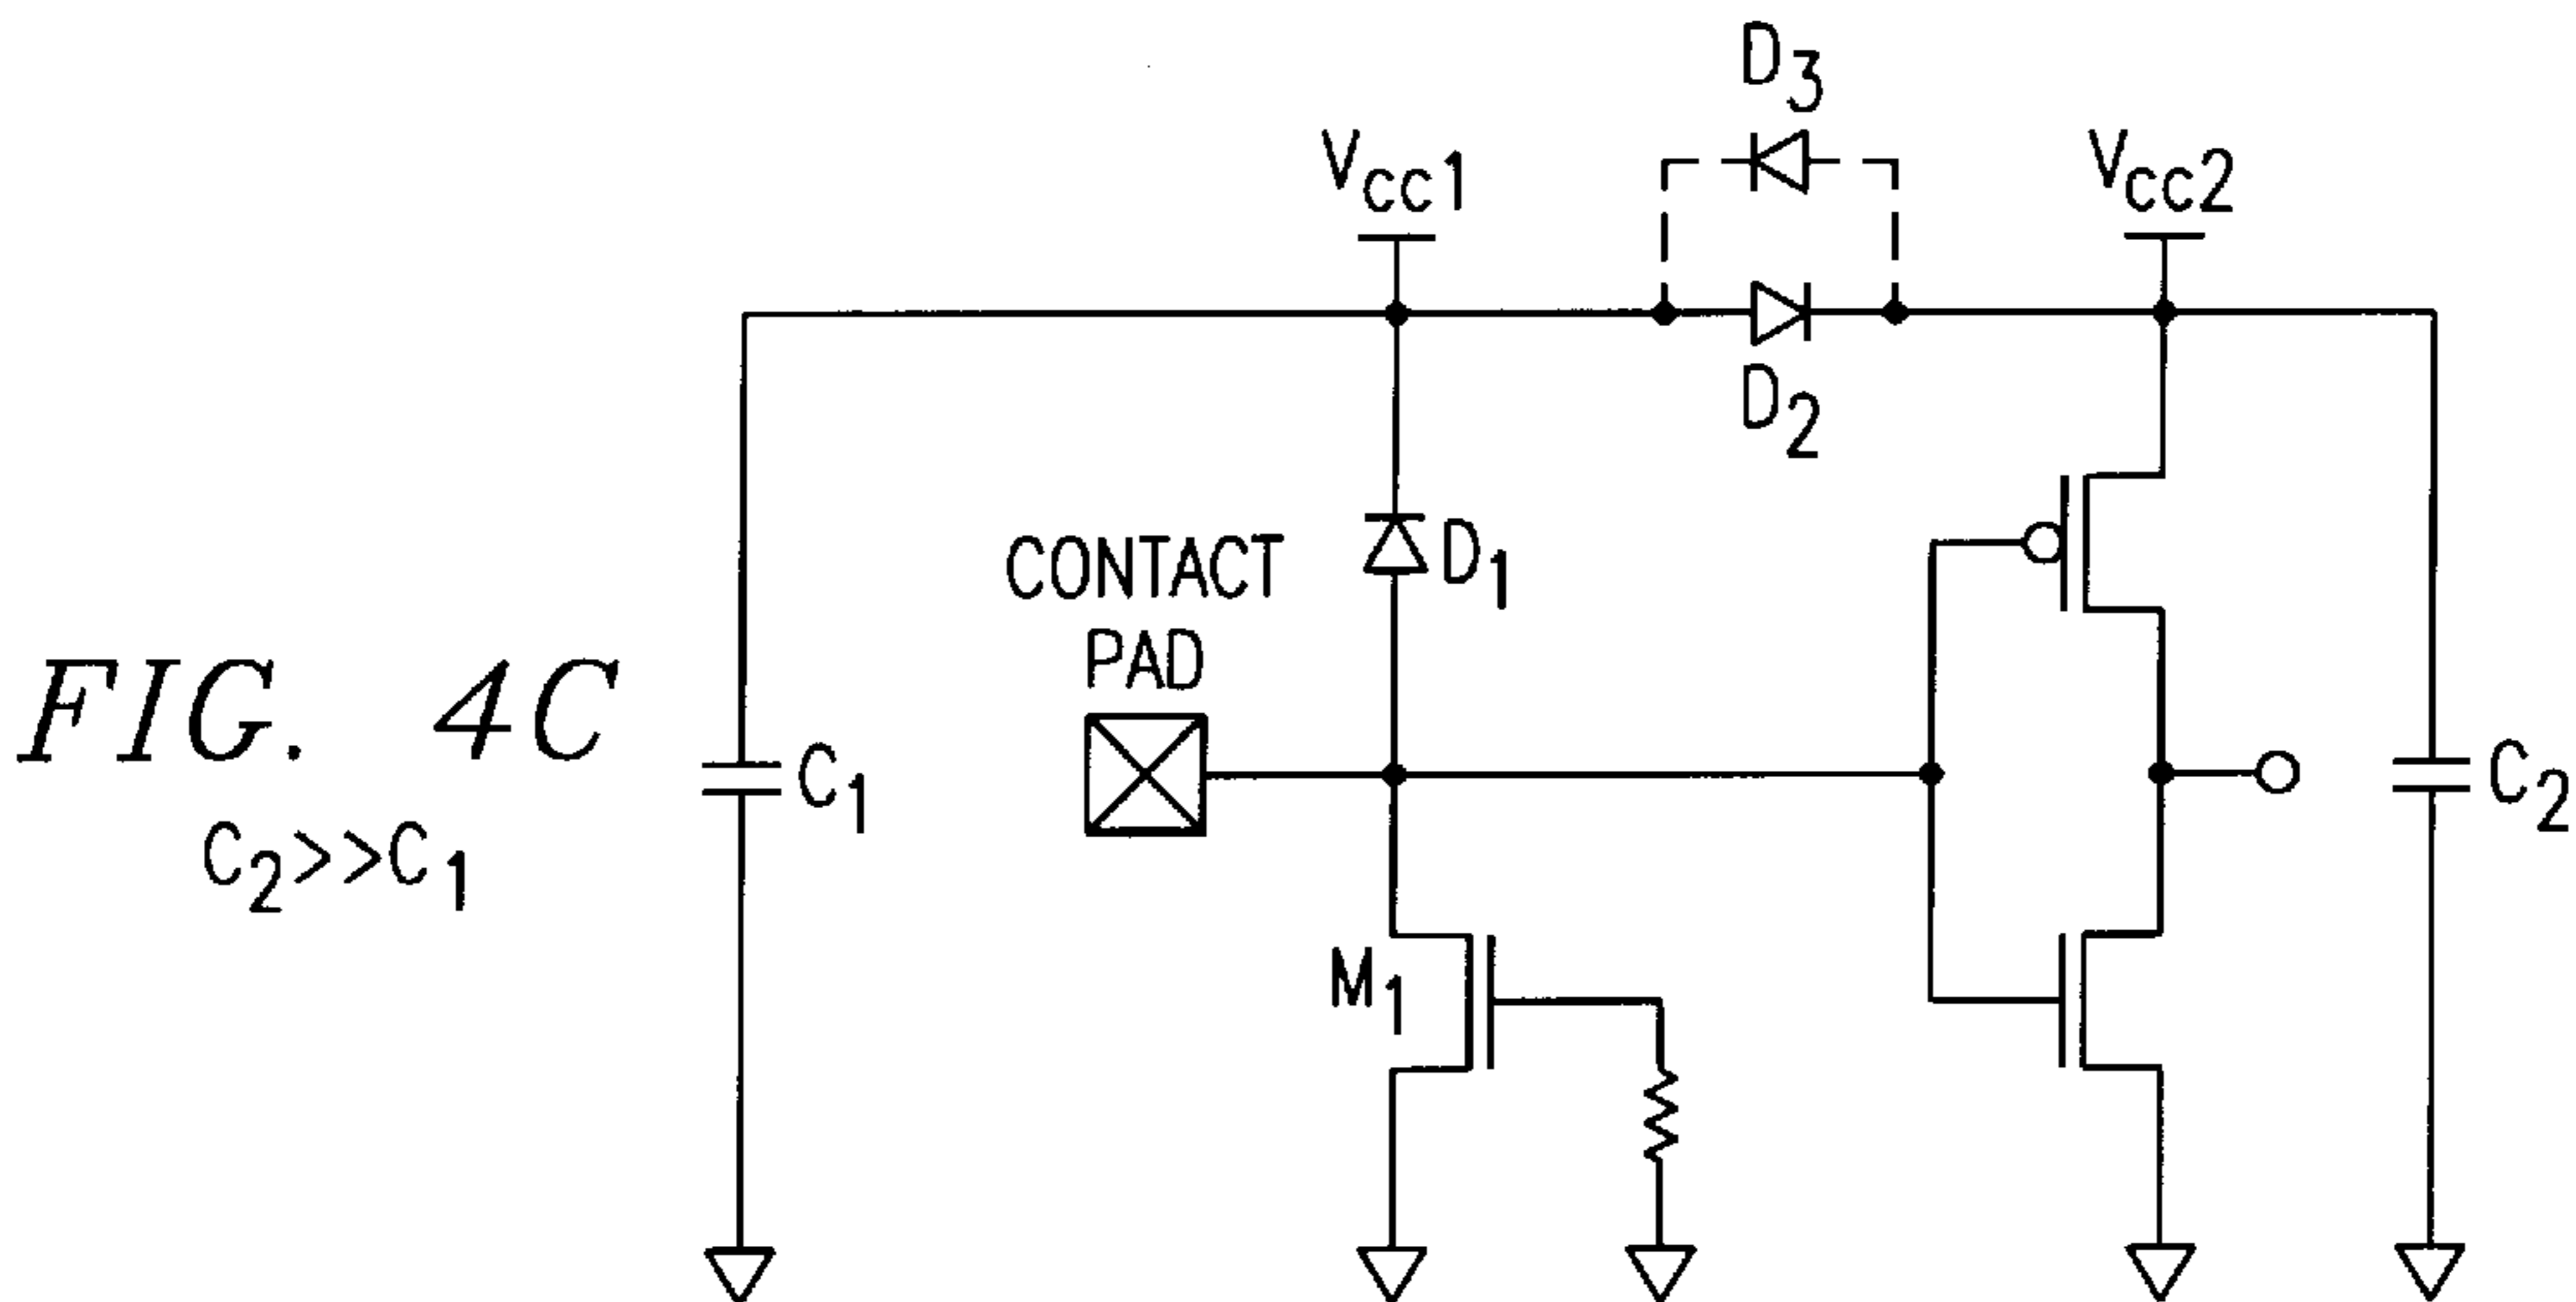 D3
Vcc1
Vcc2
D2
CONTACT
PAD
D1
FIG. 4C
C2>>C1
C1
C2
M1